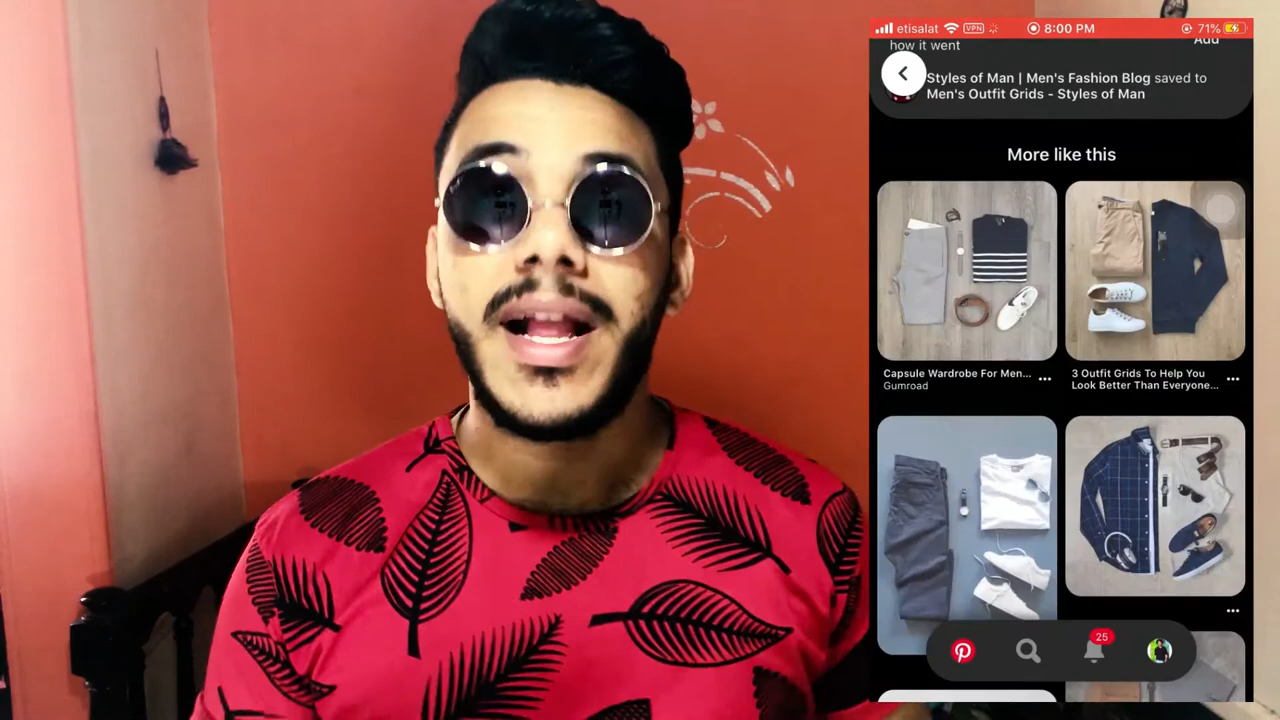 etisalat VPN 8:00 PM 71%
how it went
Add
Styles of Man | Men's Fashion Blog saved to
Men's Outfit Grids - Styles of Man
More like this
Capsule Wardrobe For Men...
Gumroad
3 Outfit Grids To Help You
Look Better Than Everyone...
25